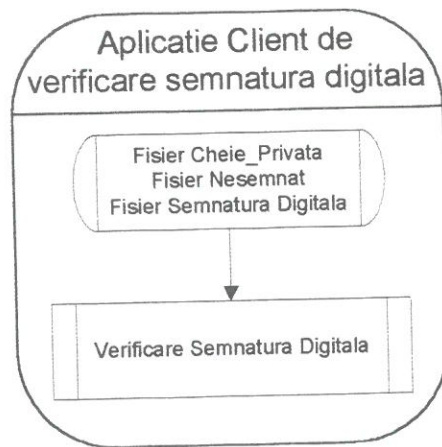 Aplicatie Client de
verificare semnatura digitala
Fisier Cheie_Privata
Fisier Nesemnat
Fisier Semnatura Digitala
Verificare Semnatura Digitala